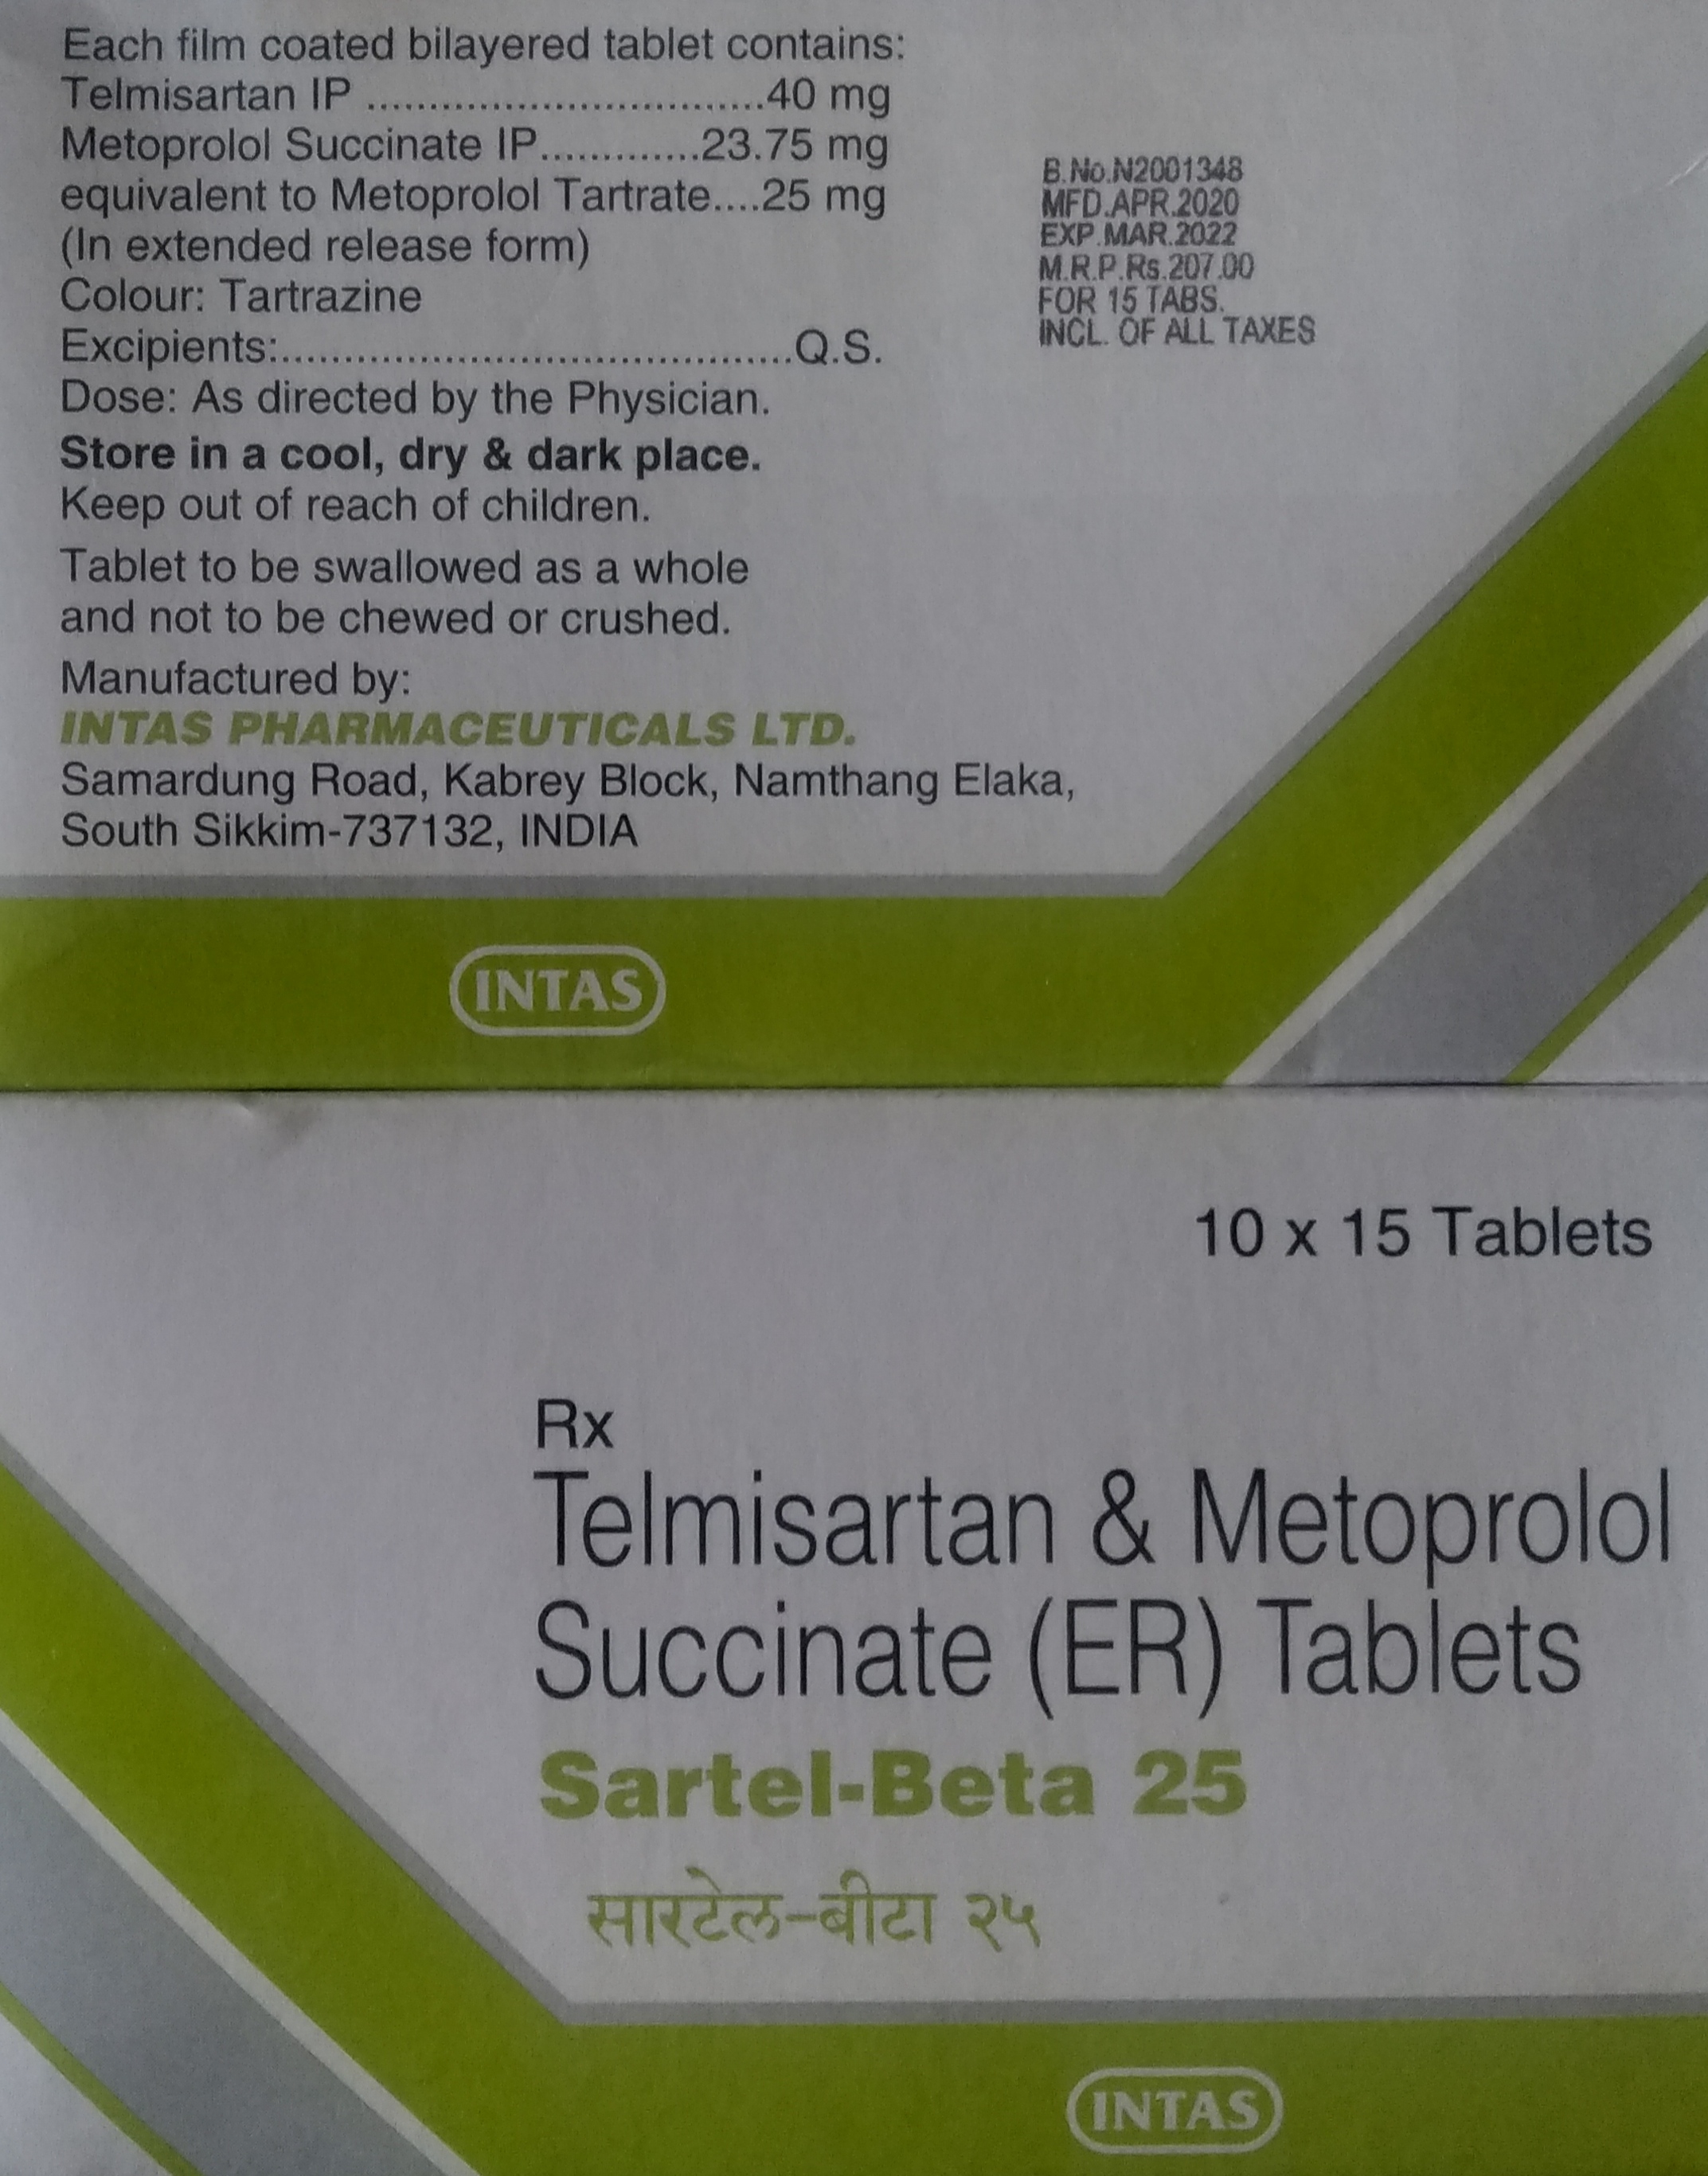 Each film coated bilayered tablet contains:
Telmisartan IP ................................40 mg
Metoprolol Succinate IP.............23.75 mg
equivalent to Metoprolol Tartrate....25 mg
(In extended release form)
Colour: Tartrazine
Excipients:.........................................Q.S.
Dose: As directed by the Physician.
Store in a cool, dry & dark place.
Keep out of reach of children.
Tablet to be swallowed as a whole
and not to be chewed or crushed.
Manufactured by:
INTAS PHARMACEUTICALS LTD.
Samardung Road, Kabrey Block, Namthang Elaka,
South Sikkim-737132, INDIA
B.No.N2001348
MFD.APR.2020
EXP.MAR.2022
M.R.P.Rs.207.00
FOR 15 TABS.
INCL. OF ALL TAXES
INTAS
10 x 15 Tablets
Rx
Telmisartan & Metoprolol
Succinate (ER) Tablets
Sartel-Beta 25
सारटेल-बीटा २५
INTAS